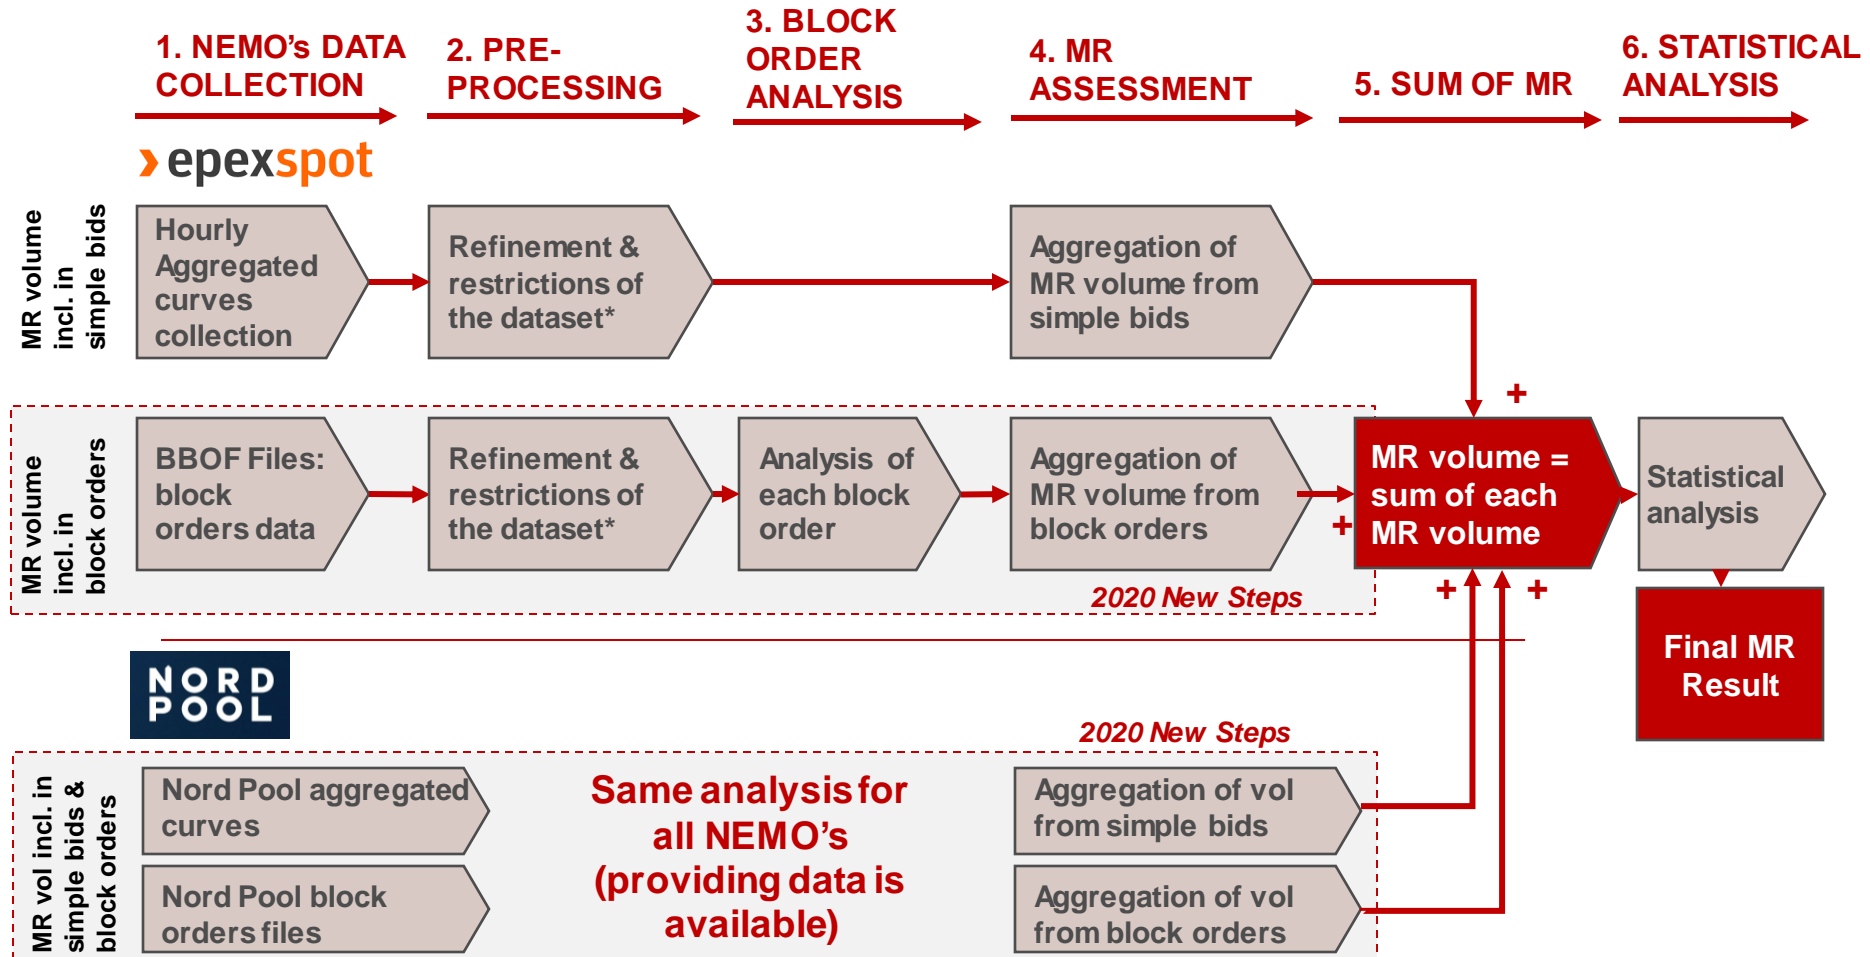 1. NEMO's DATA
COLLECTION
2. PRE-
PROCESSING
3. BLOCK
ORDER
ANALYSIS
4. MR
ASSESSMENT
5. SUM OF MR
6. STATISTICAL
ANALYSIS
epexspot
MR volume
incl. in
simple bids
Hourly
Aggregated
curves
collection
Refinement &
restrictions of
the dataset*
Aggregation of
MR volume from
simple bids
+
MR volume
incl. in
block orders
BBOF Files:
block
orders data
Refinement &
restrictions of
the dataset*
Analysis of
each block
order
Aggregation of
MR volume from
block orders
+
MR volume =
sum of each
MR volume
Statistical
analysis
2020 New Steps
+
+
Final MR
Result
NORD
POOL
2020 New Steps
MR vol incl. in
simple bids &
block orders
Nord Pool aggregated
curves
Nord Pool block
orders files
Same analysis for
all NEMO's
(providing data is
available)
Aggregation of vol
from simple bids
Aggregation of vol
from block orders